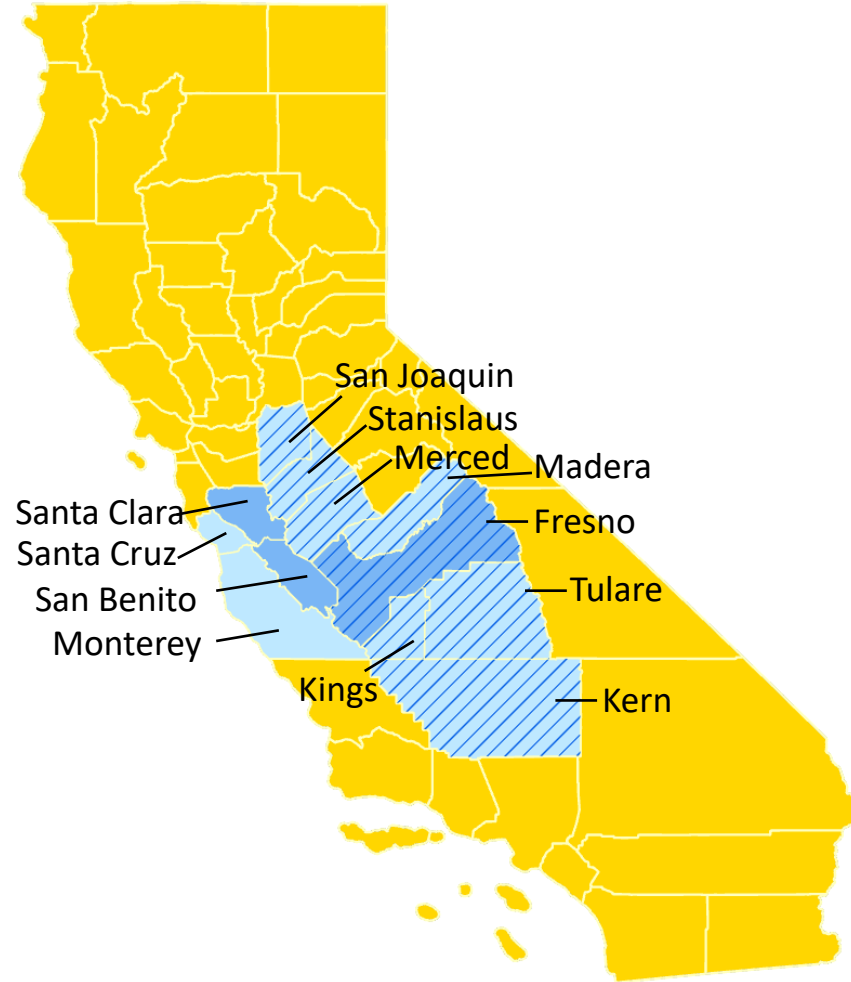 San Joaquin
Stanislaus
Merced
Madera
Santa Clara
Fresno
Santa Cruz
San Benito
Tulare
Monterey
Kings
Kern